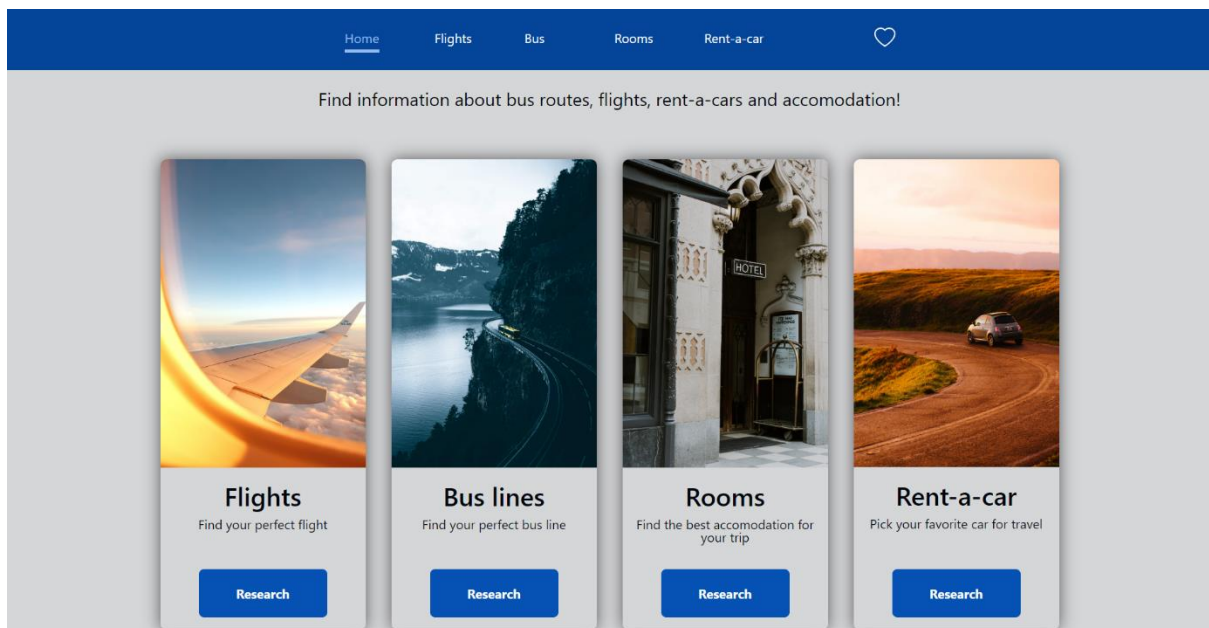 Home Flights Bus Rooms Rent-a-car
Find information about bus routes, flights, rent-a-cars and accomodation!
HOTEL
Flights
Find your perfect flight
Research
Bus lines
Find your perfect bus line
Research
Rooms
Find the best accomodation for
your trip
Research
Rent-a-car
Pick your favorite car for travel
Research